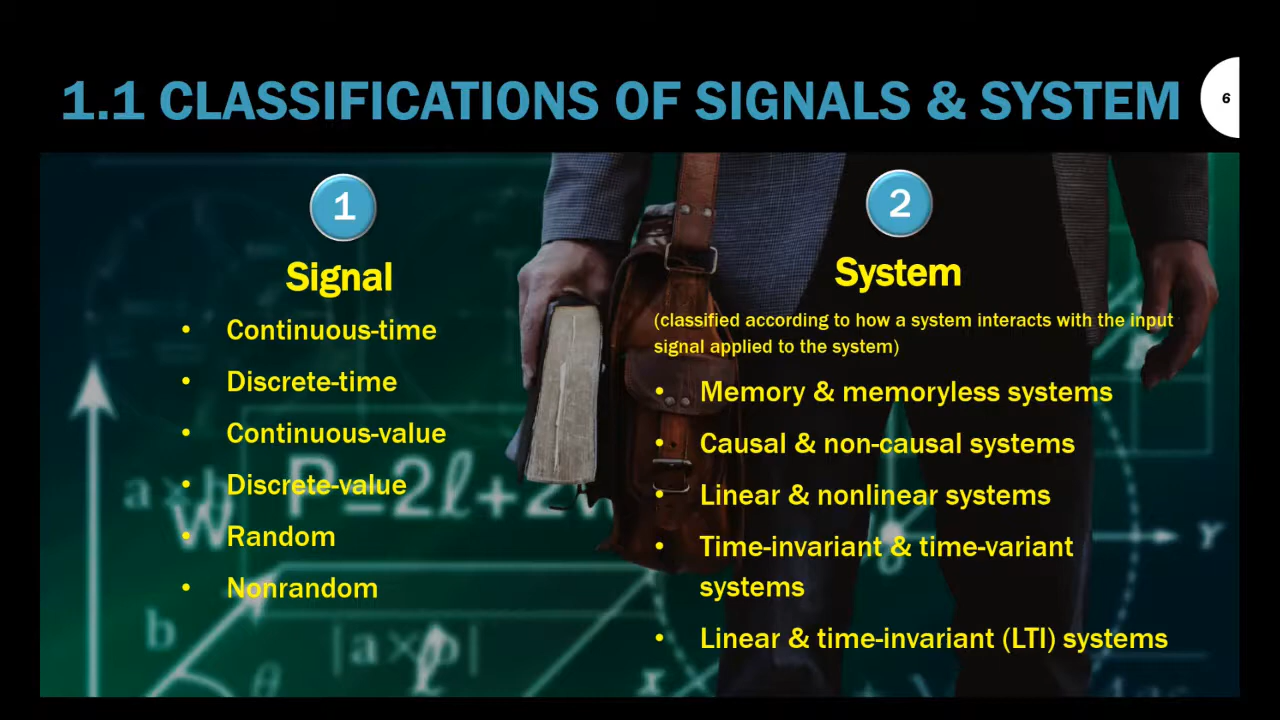 1.1 CLASSIFICATIONS OF SIGNALS & SYSTEM
6
1
Signal
• Continuous-time
• Discrete-time
• Continuous-value
• Discrete-value
• Random
• Nonrandom
2
System
(classified according to how a system interacts with the input
signal applied to the system)
• Memory & memoryless systems
• Causal & non-causal systems
• Linear & nonlinear systems
• Time-invariant & time-variant
systems
• Linear & time-invariant (LTI) systems
a×b
W
P=2ℓ+2w
b
θ
|a×b|
ℓ
x
Y